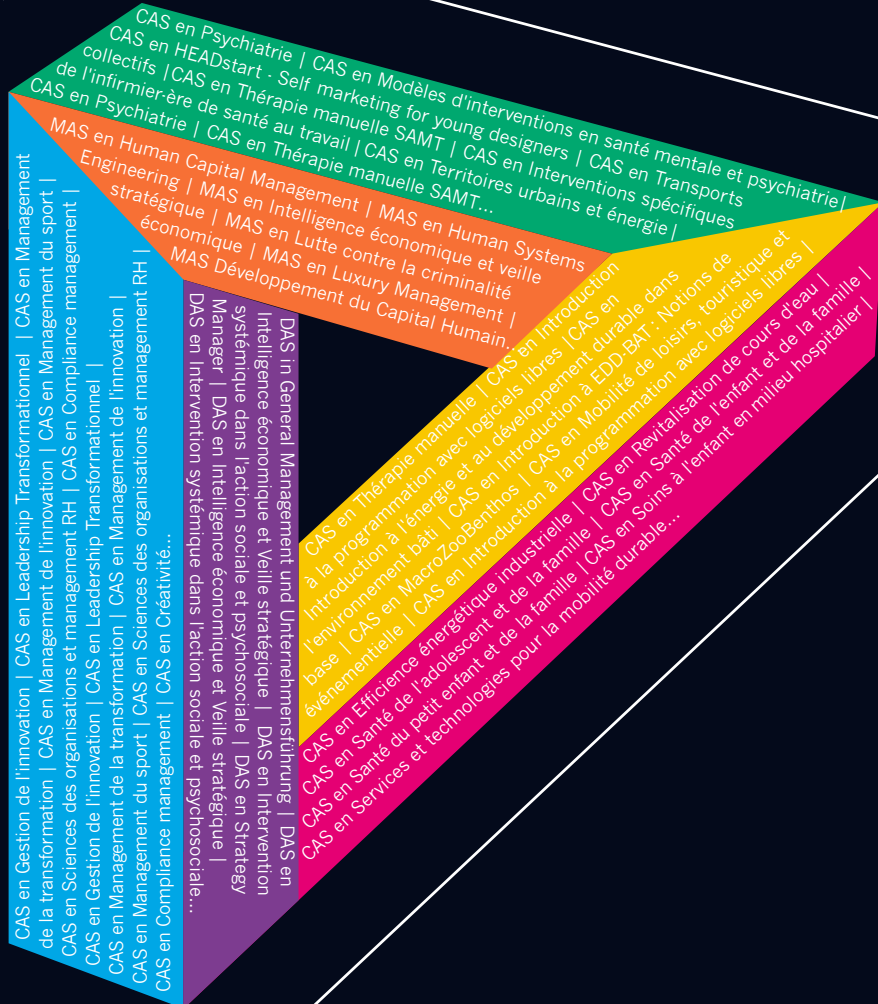 CAS en Psychiatrie | CAS en Modèles d'interventions en santé mentale et psychiatrie|
CAS en HEADstart · Self marketing for young designers | CAS en Transports
collectifs |CAS en Thérapie manuelle SAMT | CAS en Interventions spécifiques
de l'infirmier·ère de santé au travail | CAS en Territoires urbains et énergie |
CAS en Psychiatrie | CAS en Thérapie manuelle SAMT...
MAS en Human Capital Management | MAS en Human Systems
Engineering | MAS en Intelligence économique et veille
stratégique | MAS en Lutte contre la criminalité
économique | MAS en Luxury Management |
MAS Développement du Capital Humain...
CAS en Gestion de l'innovation | CAS en Leadership Transformationnel | CAS en Management
de la transformation | CAS en Management de l'innovation | CAS en Management du sport |
CAS en Sciences des organisations et management RH | CAS en Compliance management |
CAS en Gestion de l'innovation | CAS en Leadership Transformationnel |
CAS en Management de la transformation | CAS en Management de l'innovation |
CAS en Management du sport | CAS en Sciences des organisations et management RH |
CAS en Compliance management | CAS en Créativité...
DAS in General Management und Unternehmensführung | DAS en
Intelligence économique et Veille stratégique | DAS en Intervention
systémique dans l'action sociale et psychosociale | DAS en Strategy
Manager | DAS en Intelligence économique et Veille stratégique |
DAS en Intervention systémique dans l'action sociale et psychosociale...
CAS en Thérapie manuelle | CAS en Introduction
à la programmation avec logiciels libres |CAS en
Introduction à l'énergie et au développement durable dans
l'environnement bâti | CAS en Introduction à EDD-BAT : Notions de
base | CAS en MacroZooBenthos | CAS en Mobilité de loisirs, touristique et
événementielle | CAS en Introduction à la programmation avec logiciels libres |
CAS en Efficience énergétique industrielle | CAS en Revitalisation de cours d'eau |
CAS en Santé de l'adolescent et de la famille | CAS en Santé de l'enfant et de la famille |
CAS en Santé du petit enfant et de la famille | CAS en Soins à l'enfant en milieu hospitalier |
CAS en Services et technologies pour la mobilité durable...